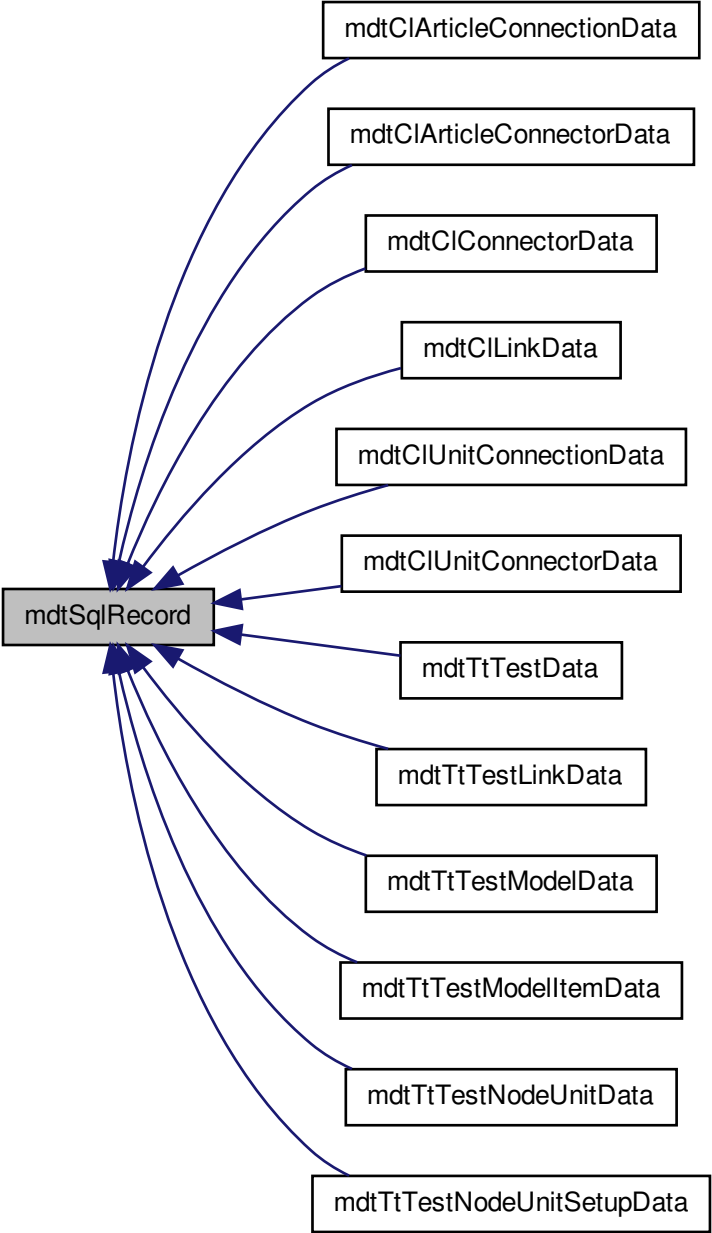 mdtClArticleConnectionData
mdtClArticleConnectorData
mdtClConnectorData
mdtClLinkData
mdtClUnitConnectionData
mdtClUnitConnectorData
mdtSqlRecord
mdtTtTestData
mdtTtTestLinkData
mdtTtTestModelData
mdtTtTestModelItemData
mdtTtTestNodeUnitData
mdtTtTestNodeUnitSetupData